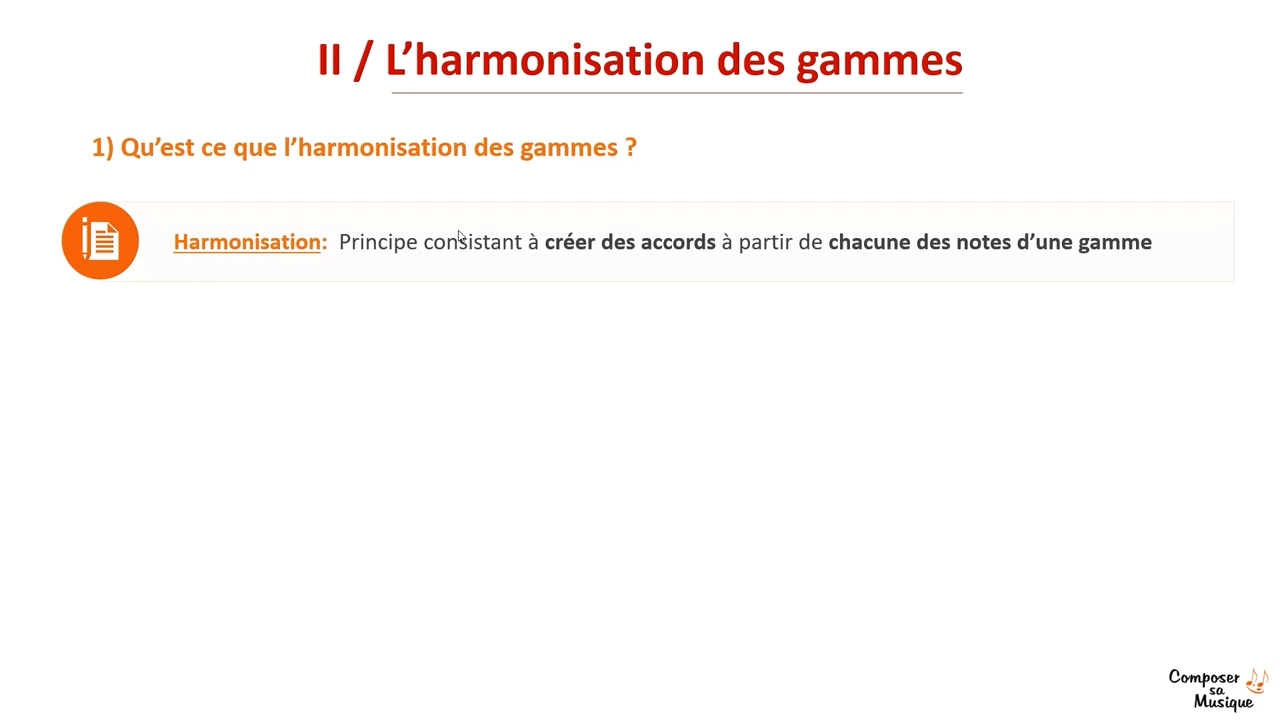 II / L’harmonisation des gammes
1) Qu’est ce que l’harmonisation des gammes ?
Harmonisation: Principe consistant à créer des accords à partir de chacune des notes d’une gamme
Composer
sa
Musique